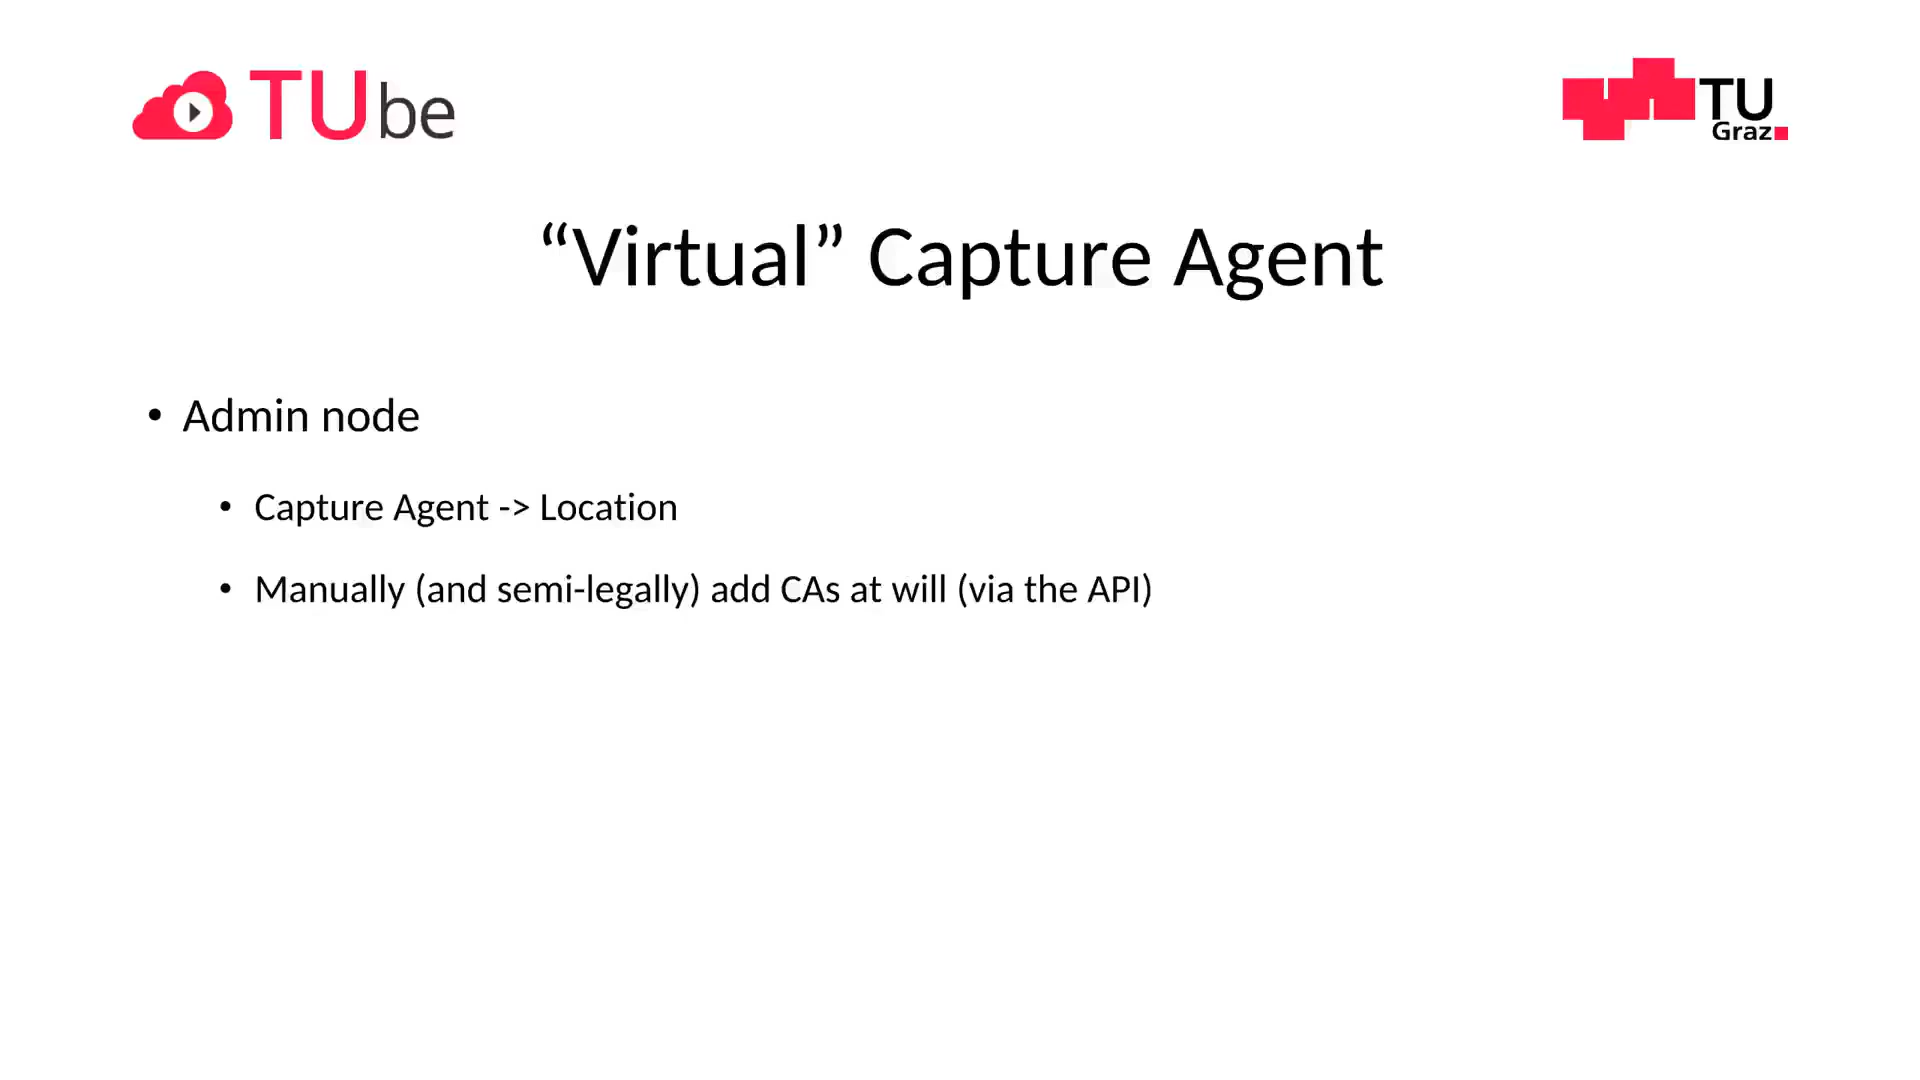 TUbe
TU
Graz
“Virtual” Capture Agent
• Admin node
• Capture Agent -> Location
• Manually (and semi-legally) add CAs at will (via the API)